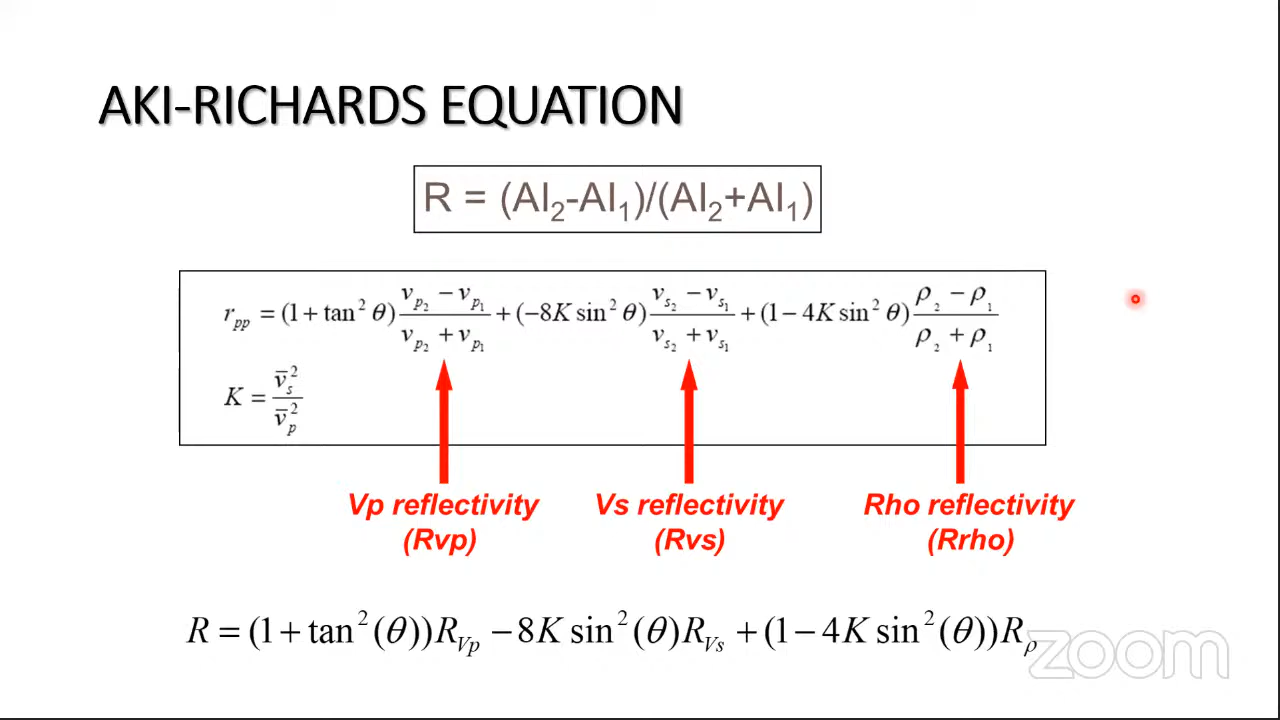 AKI-RICHARDS EQUATION
R = (AI₂-AI₁)/(AI₂+AI₁)
r_pp = (1 + tan² θ) (v_p₂ − v_p₁)/(v_p₂ + v_p₁) + (−8K sin² θ) (v_s₂ − v_s₁)/(v_s₂ + v_s₁) + (1 − 4K sin² θ) (ρ₂ − ρ₁)/(ρ₂ + ρ₁)
K = v̅_s²/v̅_p²
Vp reflectivity (Rvp)
Vs reflectivity (Rvs)
Rho reflectivity (Rrho)
R = (1 + tan²(θ))R_Vp − 8K sin²(θ)R_Vs + (1 − 4K sin²(θ))R_ρ
zoom